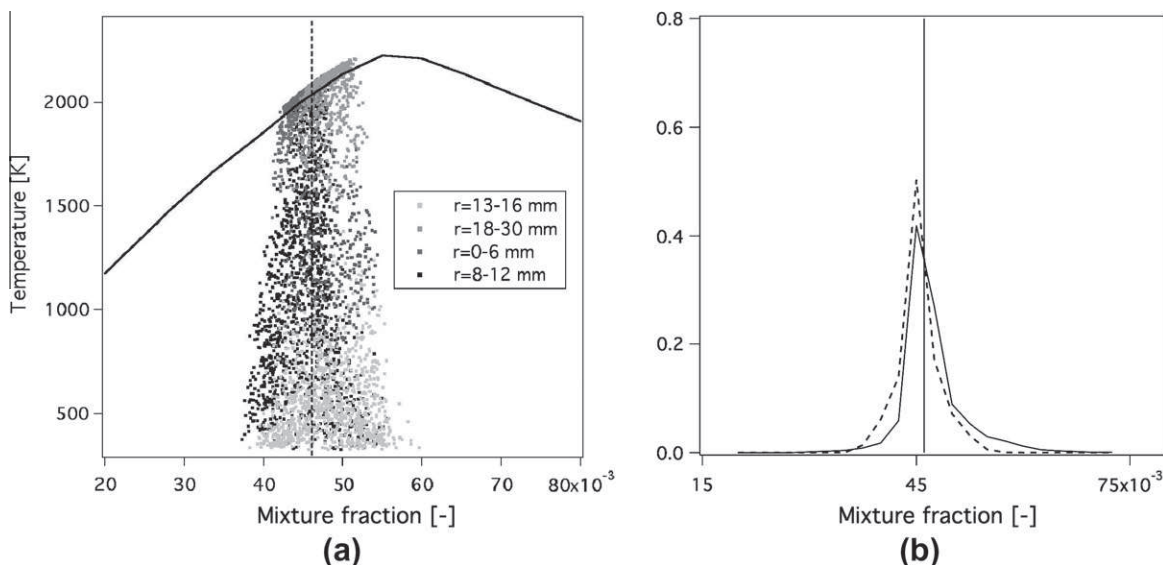 2000
1500
1000
500
Temperature [K]
r=13-16 mm
r=18-30 mm
r=0-6 mm
r=8-12 mm
20 30 40 50 60 70 80x10⁻³
Mixture fraction [-]
(a)
0.8
0.6
0.4
0.2
0.0
15 45 75x10⁻³
Mixture fraction [-]
(b)